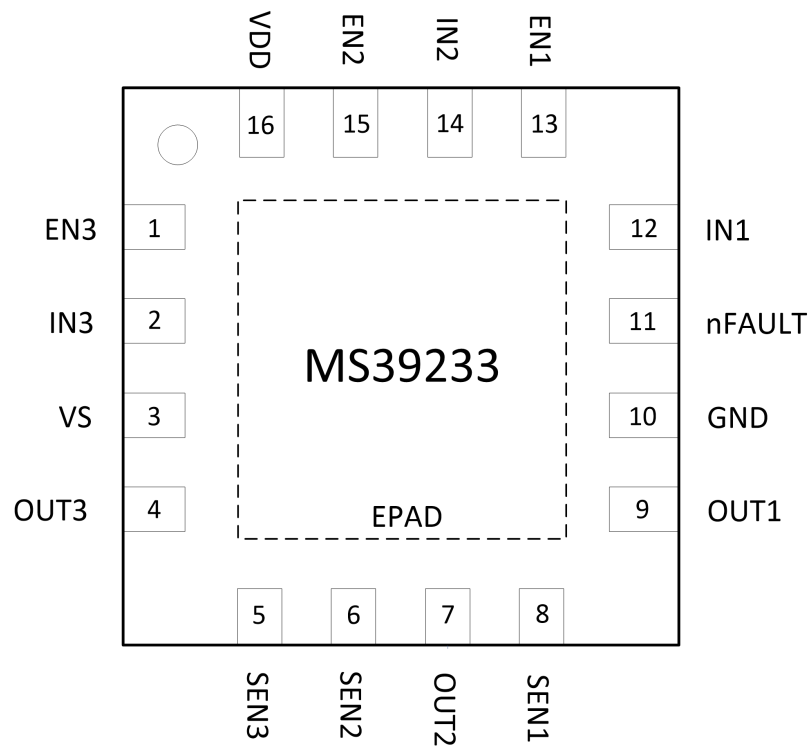 VDD
EN2
IN2
EN1
16
15
14
13
EN3 1
12 IN1
IN3 2
11 nFAULT
MS39233
VS 3
10 GND
OUT3 4
9 OUT1
EPAD
5
6
7
8
SEN3
SEN2
OUT2
SEN1